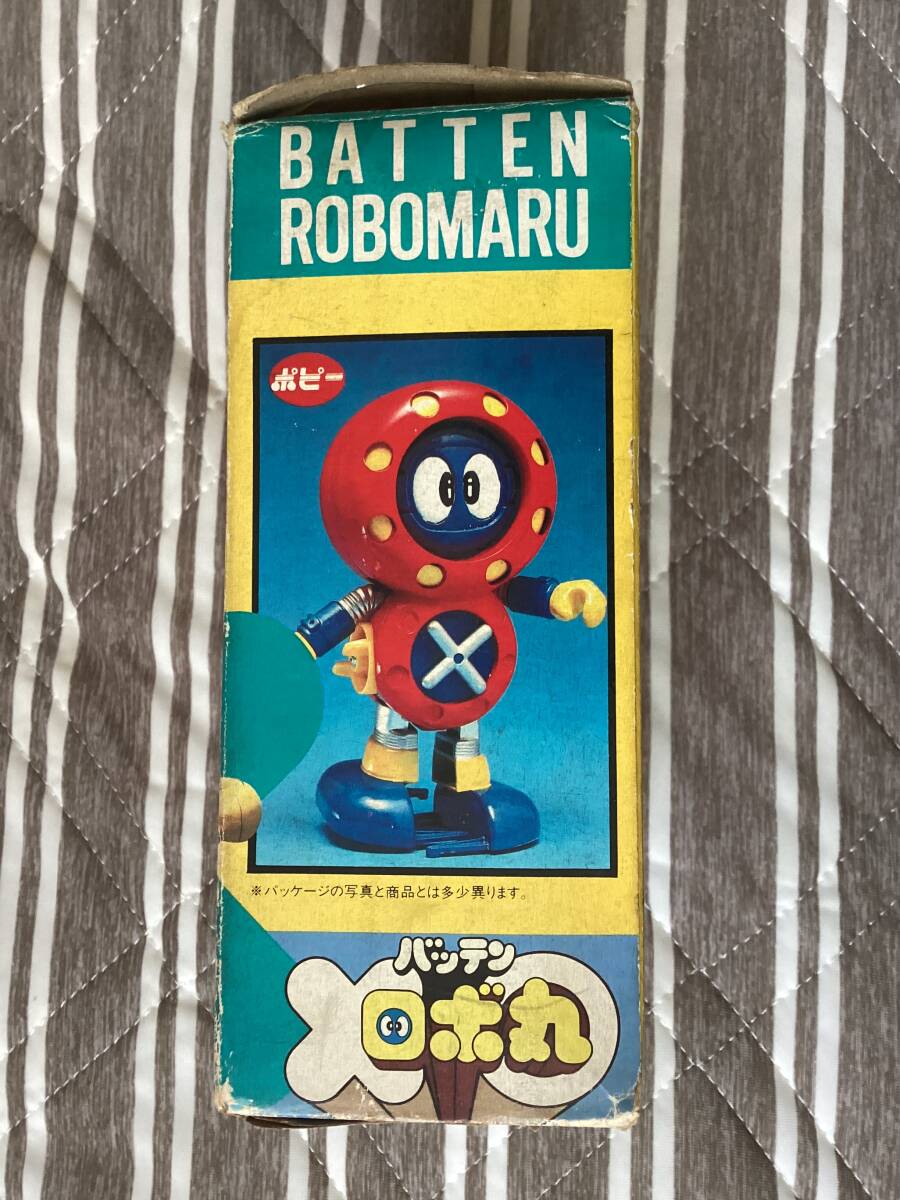 BATTEN
ROBOMARU
ポピー
※パッケージの写真と商品とは多少異ります。
バッテン
ロボ丸